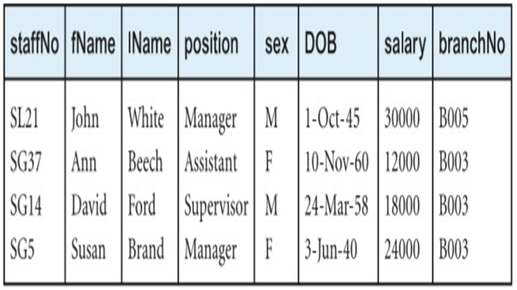 staffNo fName lName position sex DOB salary branchNo
SL21 John White Manager M 1-Oct-45 30000 B005
SG37 Ann Beech Assistant F 10-Nov-60 12000 B003
SG14 David Ford Supervisor M 24-Mar-58 18000 B003
SG5 Susan Brand Manager F 3-Jun-40 24000 B003